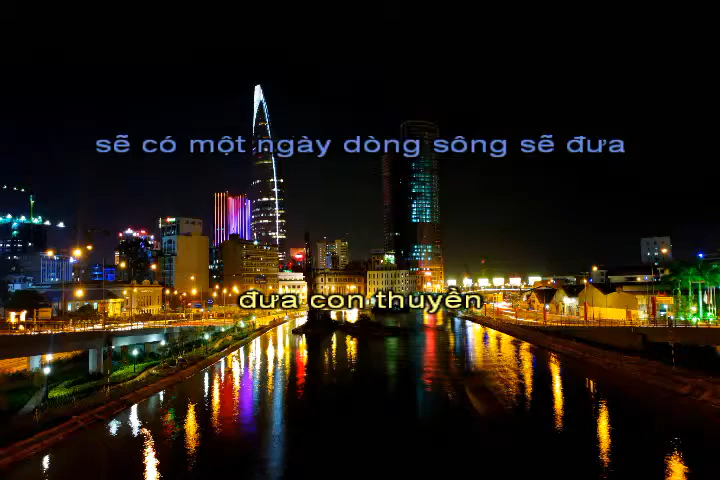 sẽ có một ngày dòng sông sẽ đưa
đưa con thuyền